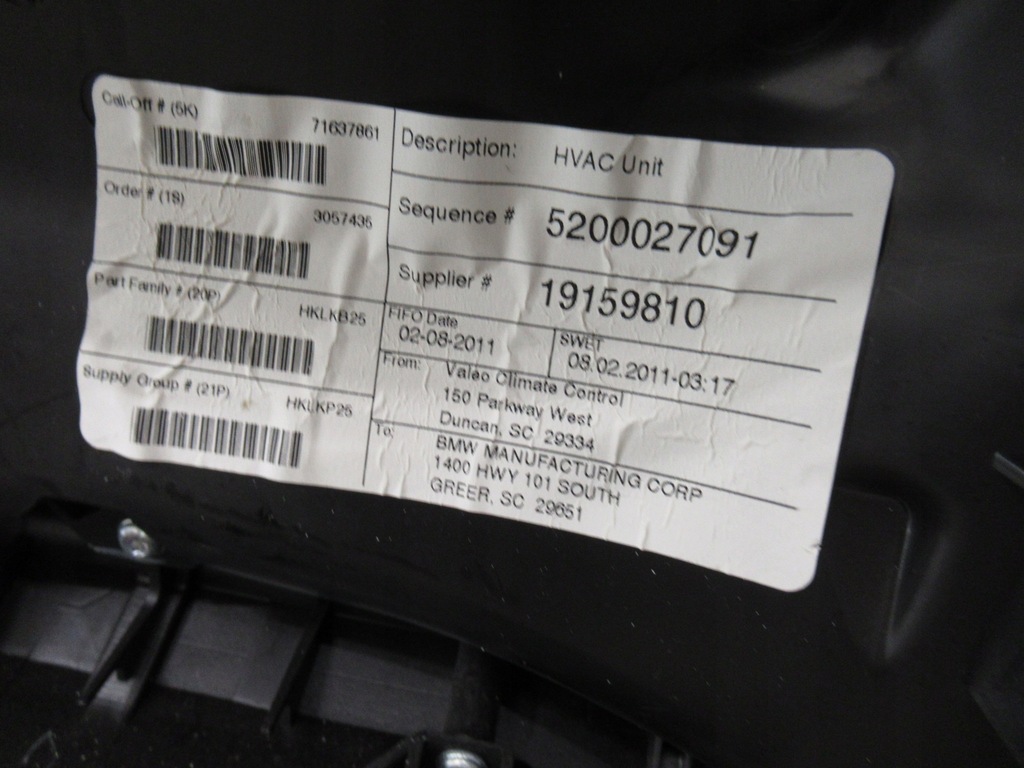 Call-Off # (5K)
71637861
Order # (1S)
3057435
Part Family # (20P)
HKLKB25
Supply Group # (21P)
HKLKP25
Description: HVAC Unit
Sequence # 5200027091
Supplier # 19159810
FIFO Date
02-08-2011
SWET
08.02.2011-03:17
From: Valeo Climate Control
150 Parkway West
Duncan, SC 29334
To: BMW MANUFACTURING CORP
1400 HWY 101 SOUTH
GREER, SC 29651